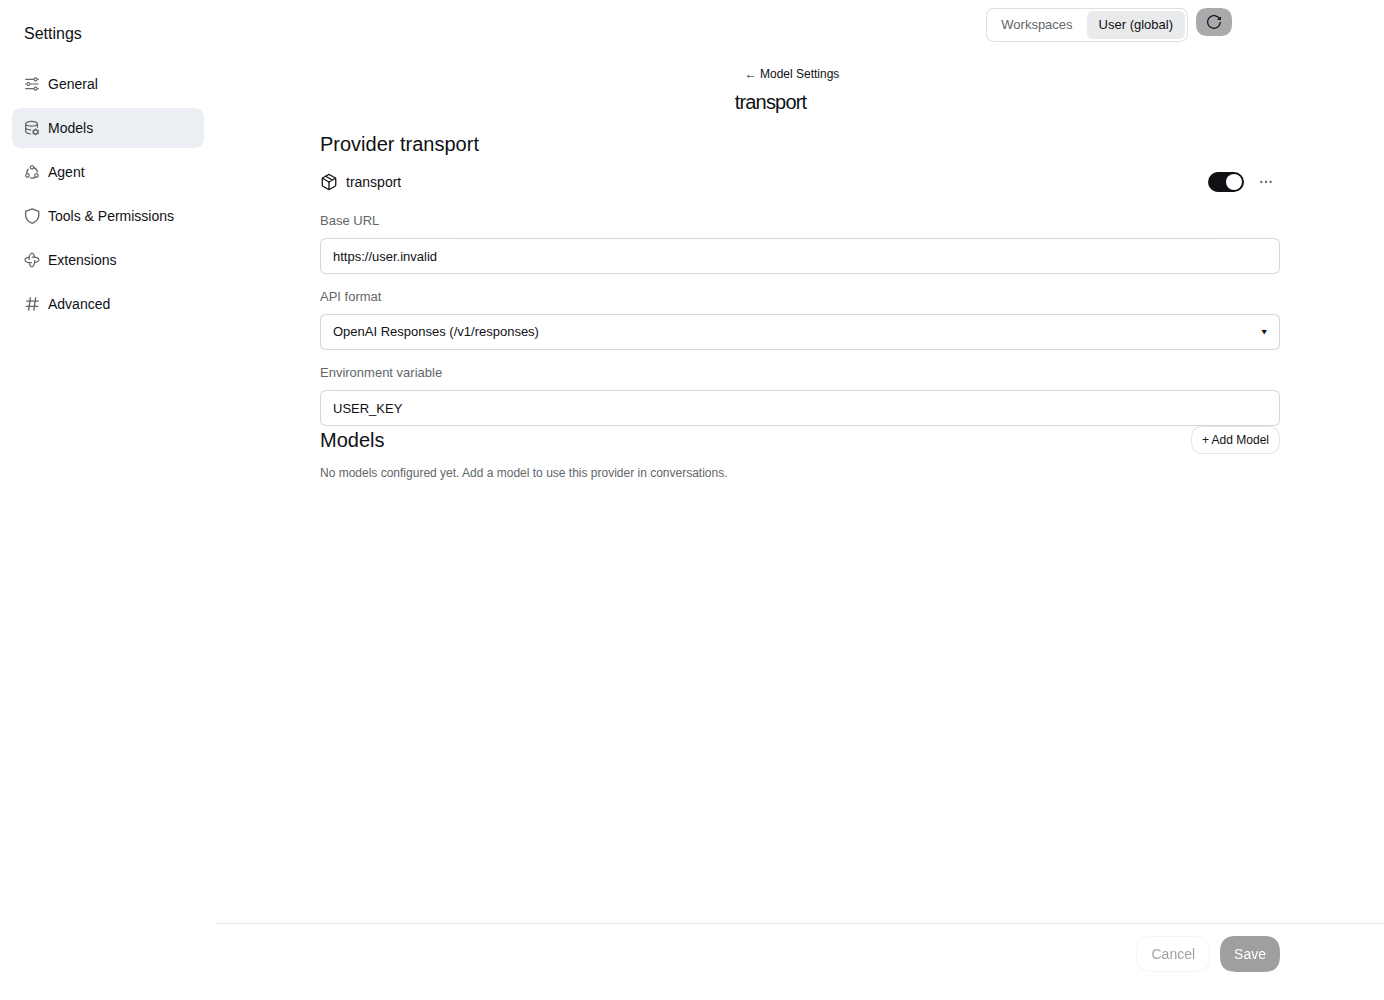 Settings
Workspaces
User (global)
General
Models
Agent
Tools & Permissions
Extensions
Advanced
← Model Settings
transport
Provider transport
transport
Base URL
https://user.invalid
API format
OpenAI Responses (/v1/responses)
Environment variable
USER_KEY
Models
+ Add Model
No models configured yet. Add a model to use this provider in conversations.
Cancel
Save